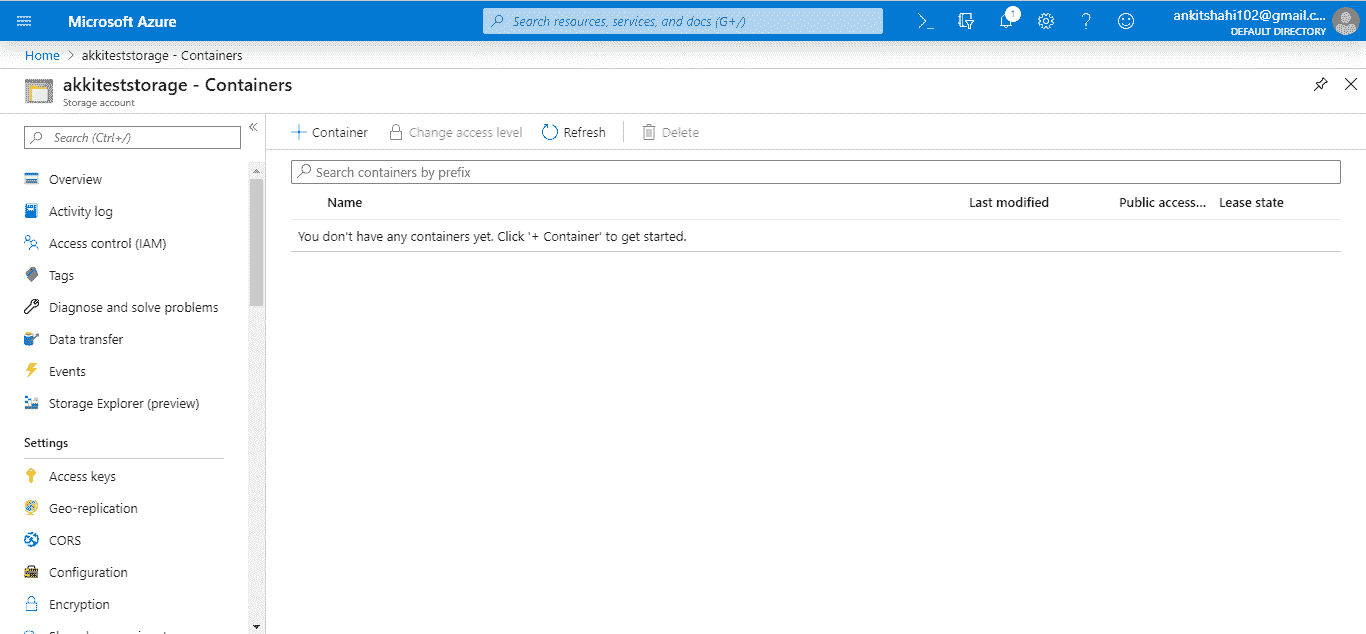 Microsoft Azure
Search resources, services, and docs (G+/)
1
ankitshahi102@gmail.c...
DEFAULT DIRECTORY
Home > akkiteststorage - Containers
akkiteststorage - Containers
Storage account
Search (Ctrl+/)
Overview
Activity log
Access control (IAM)
Tags
Diagnose and solve problems
Data transfer
Events
Storage Explorer (preview)
Settings
Access keys
Geo-replication
CORS
Configuration
Encryption
Container Change access level Refresh Delete
Search containers by prefix
Name Last modified Public access... Lease state
You don't have any containers yet. Click '+ Container' to get started.